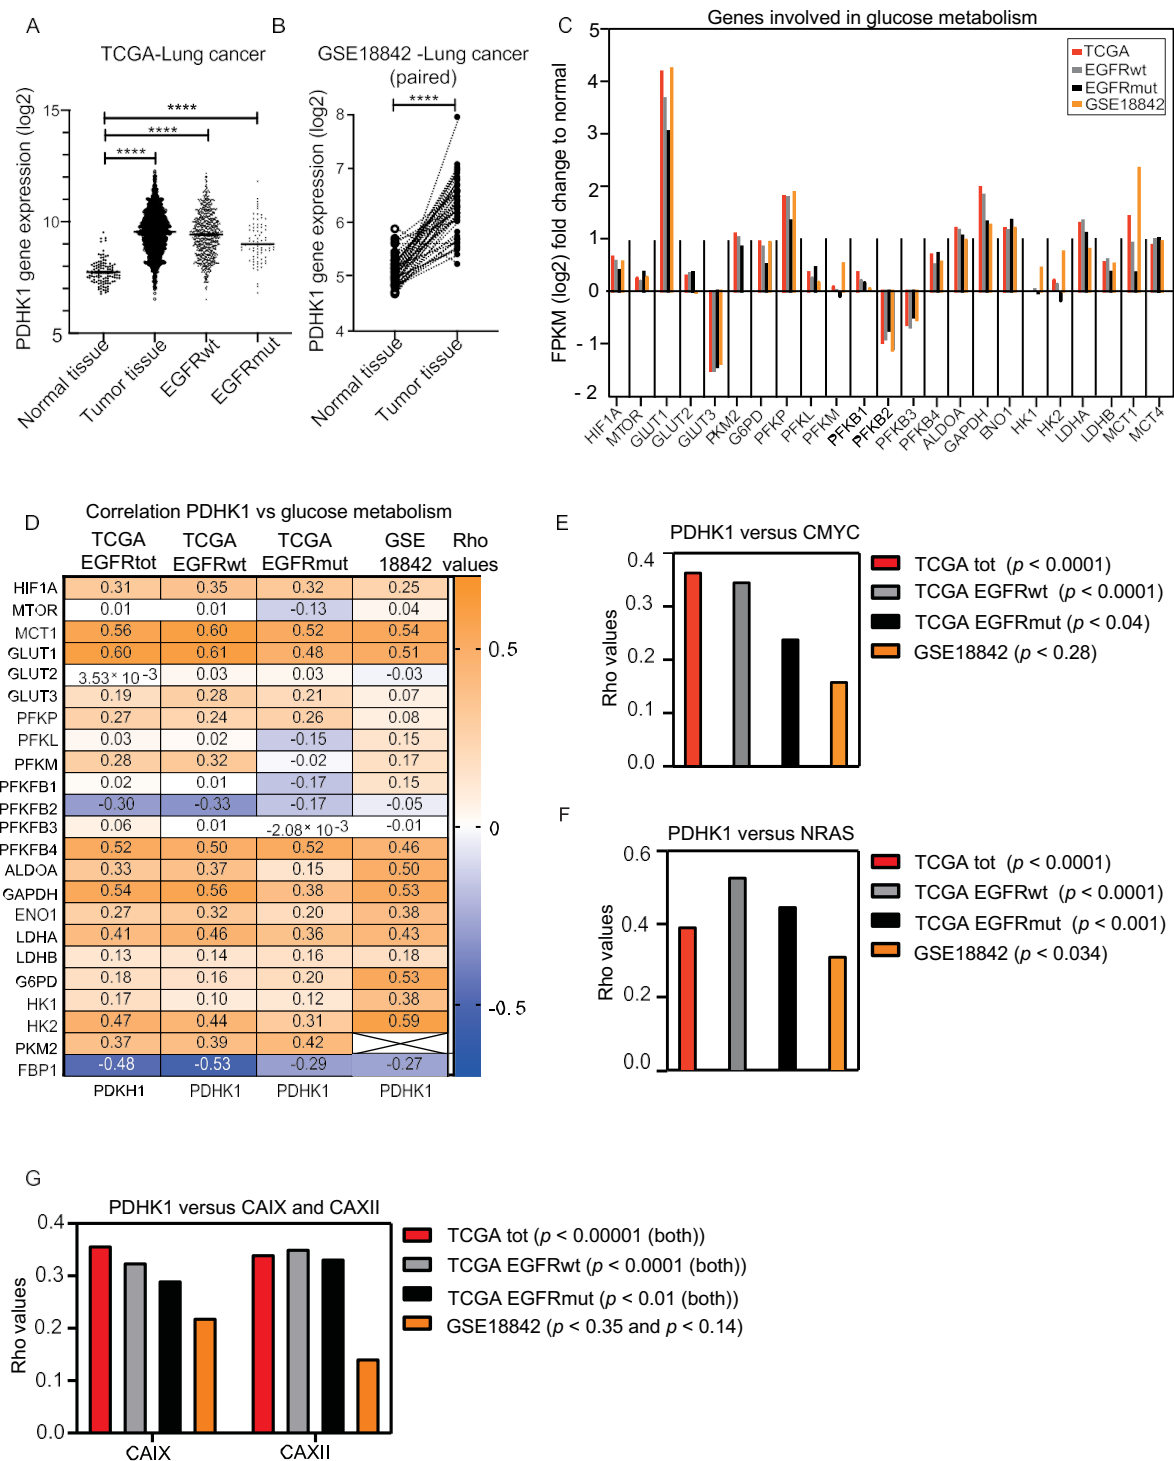 A
TCGA-Lung cancer
PDHK1 gene expression (log2)
15
10
5
****
****
****
Normal tissue
Tumor tissue
EGFRwt
EGFRmut
B
GSE18842 -Lung cancer
(paired)
PDHK1 gene expression (log2)
8
7
6
5
4
****
Normal tissue
Tumor tissue
C
Genes involved in glucose metabolism
FPKM (log2) fold change to normal
5
4
3
2
1
0
- 1
- 2
TCGA
EGFRwt
EGFRmut
GSE18842
HIF1A
MTOR
GLUT1
GLUT2
GLUT3
PKM2
G6PD
PFKP
PFKL
PFKM
PFKB1
PFKB2
PFKB3
PFKB4
ALDOA
GAPDH
ENO1
HK1
HK2
LDHA
LDHB
MCT1
MCT4
D
Correlation PDHK1 vs glucose metabolism
TCGA TCGA TCGA GSE Rho
EGFRtot EGFRwt EGFRmut 18842 values
HIF1A 0.31 0.35 0.32 0.25
MTOR 0.01 0.01 -0.13 0.04
MCT1 0.56 0.60 0.52 0.54
GLUT1 0.60 0.61 0.48 0.51
GLUT2 3.53× 10 -3 0.03 0.03 -0.03
GLUT3 0.19 0.28 0.21 0.07
PFKP 0.27 0.24 0.26 0.08
PFKL 0.03 0.02 -0.15 0.15
PFKM 0.28 0.32 -0.02 0.17
PFKFB1 0.02 0.01 -0.17 0.15
PFKFB2 -0.30 -0.33 -0.17 -0.05
PFKFB3 0.06 0.01 -2.08× 10 -3 -0.01
PFKFB4 0.52 0.50 0.52 0.46
ALDOA 0.33 0.37 0.15 0.50
GAPDH 0.54 0.56 0.38 0.53
ENO1 0.27 0.32 0.20 0.38
LDHA 0.41 0.46 0.36 0.43
LDHB 0.13 0.14 0.16 0.18
G6PD 0.18 0.16 0.20 0.53
HK1 0.17 0.10 0.12 0.38
HK2 0.47 0.44 0.31 0.59
PKM2 0.37 0.39 0.42
FBP1 -0.48 -0.53 -0.29 -0.27
PDKH1 PDHK1 PDHK1 PDHK1
0.5
0
-0.5
E
PDHK1 versus CMYC
Rho values
0.4
0.3
0.2
0.1
0.0
TCGA tot (p < 0.0001)
TCGA EGFRwt (p < 0.0001)
TCGA EGFRmut (p < 0.04)
GSE18842 (p < 0.28)
F
PDHK1 versus NRAS
Rho values
0.6
0.4
0.2
0.0
TCGA tot (p < 0.0001)
TCGA EGFRwt (p < 0.0001)
TCGA EGFRmut (p < 0.001)
GSE18842 (p < 0.034)
G
PDHK1 versus CAIX and CAXII
Rho values
0.4
0.3
0.2
0.1
0.0
CAIX
CAXII
TCGA tot (p < 0.00001 (both))
TCGA EGFRwt (p < 0.0001 (both))
TCGA EGFRmut (p < 0.01 (both))
GSE18842 (p < 0.35 and p < 0.14)